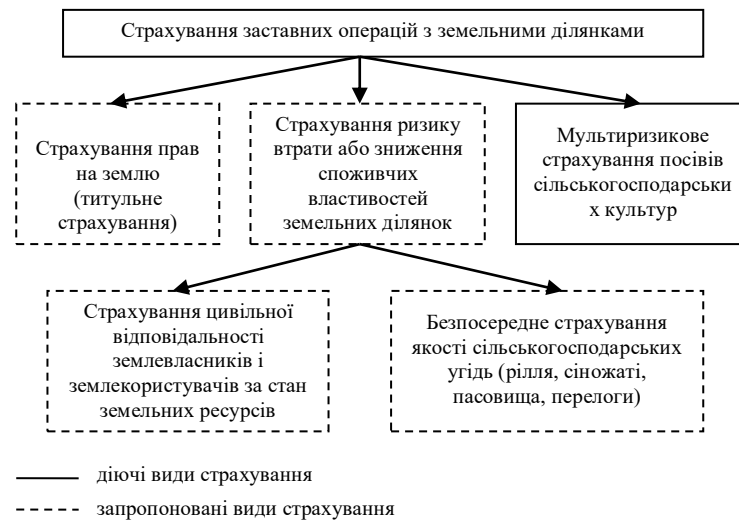 Страхування заставних операцій з земельними ділянками
Страхування прав
на землю
(титульне
страхування)
Страхування ризику
втрати або зниження
споживчих
властивостей
земельних ділянок
Мультиризикове
страхування посівів
сільськогосподарськи
х культур
Страхування цивільної
відповідальності
землевласників і
землекористувачів за стан
земельних ресурсів
Безпосереднє страхування
якості сільськогосподарських
угідь (рілля, сіножаті,
пасовища, перелоги)
діючі види страхування
запропоновані види страхування